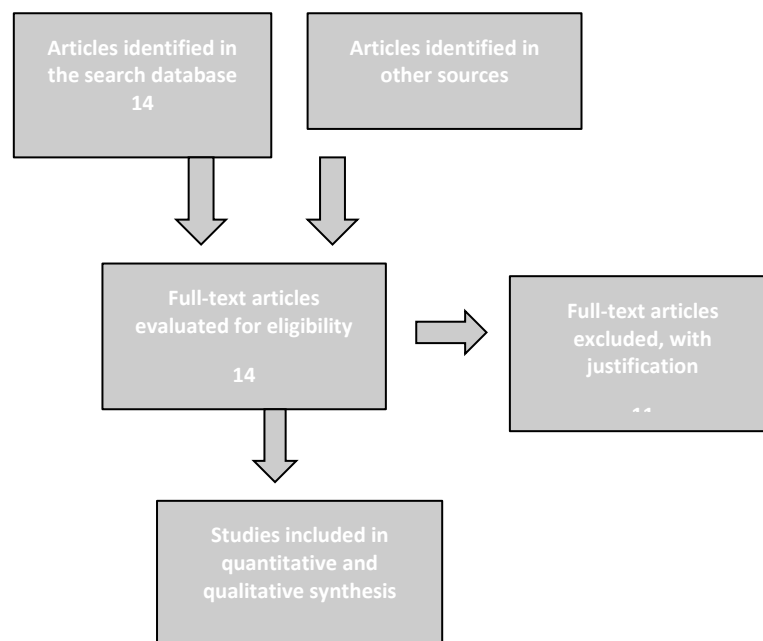 Articles identified in
the search database
14
Articles identified in
other sources
Full-text articles
evaluated for eligibility
14
Full-text articles
excluded, with
justification
Studies included in
quantitative and
qualitative synthesis